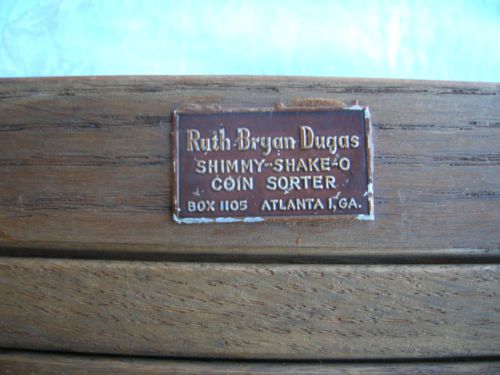 Ruth Bryan Dugas
SHIMMY-SHAKE-O
COIN SORTER
BOX 1105 ATLANTA 1, GA.